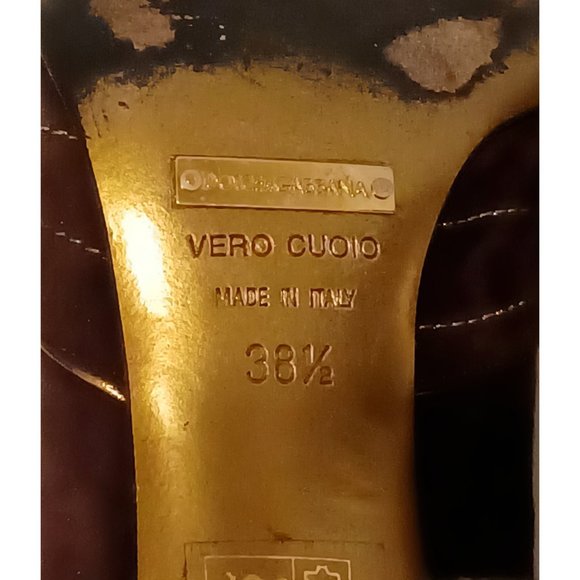 DOLCE&GABBANA
VERO CUOIO
MADE IN ITALY
38½